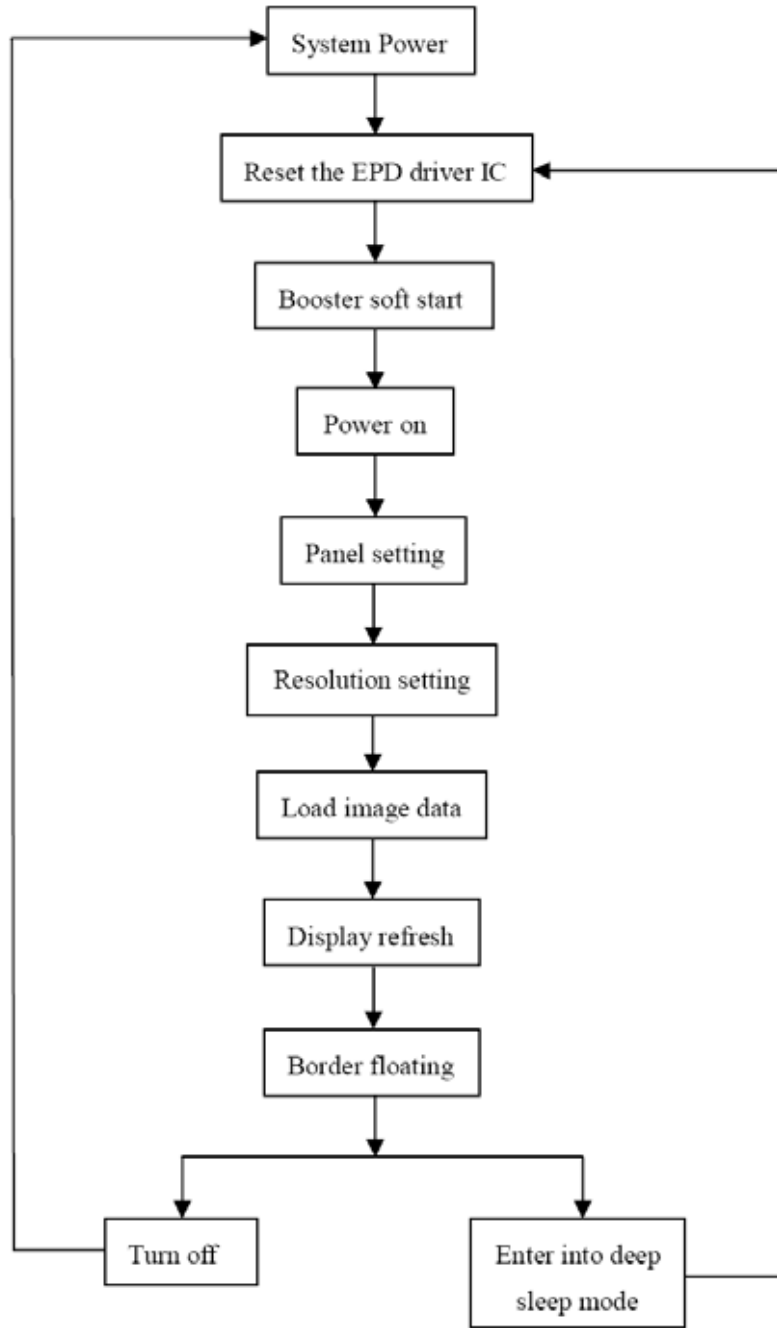 System Power
Reset the EPD driver IC
Booster soft start
Power on
Panel setting
Resolution setting
Load image data
Display refresh
Border floating
Turn off
Enter into deep
sleep mode